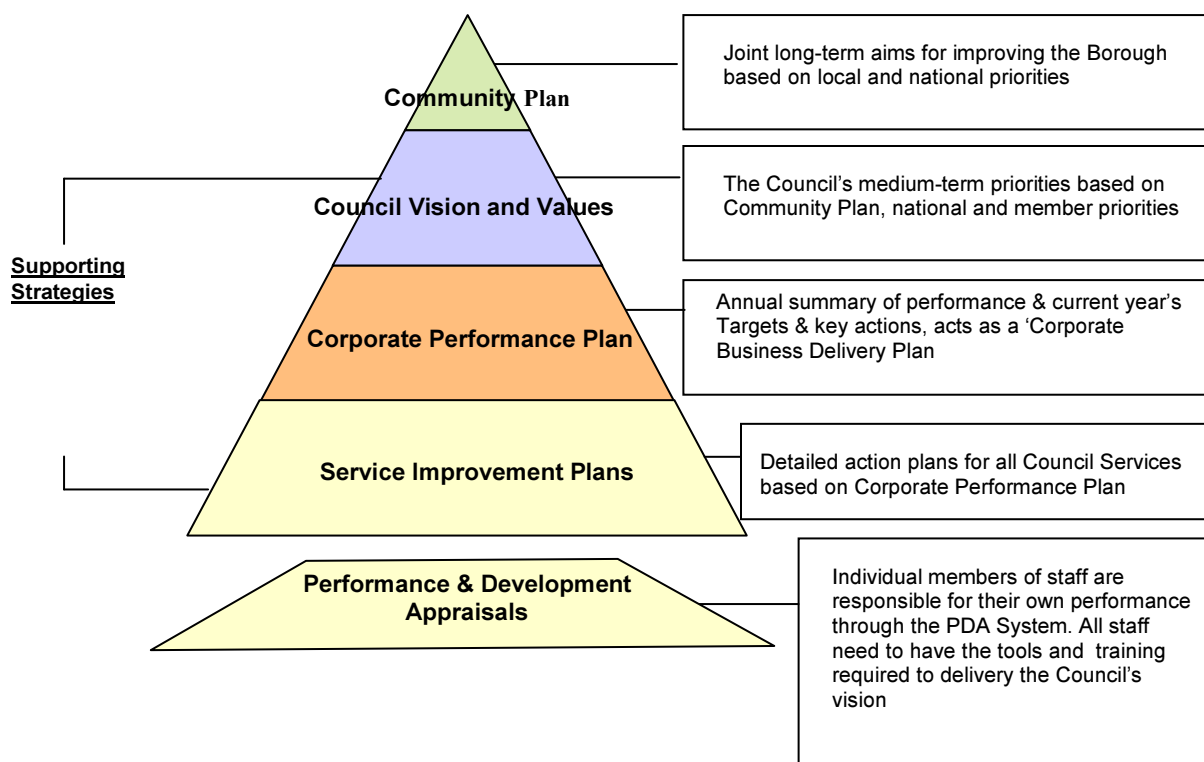 Community Plan
Joint long-term aims for improving the Borough
based on local and national priorities
Council Vision and Values
The Council's medium-term priorities based on
Community Plan, national and member priorities
Supporting
Strategies
Corporate Performance Plan
Annual summary of performance & current year's
Targets & key actions, acts as a 'Corporate
Business Delivery Plan
Service Improvement Plans
Detailed action plans for all Council Services
based on Corporate Performance Plan
Performance & Development
Appraisals
Individual members of staff are
responsible for their own performance
through the PDA System. All staff
need to have the tools and training
required to delivery the Council's
vision